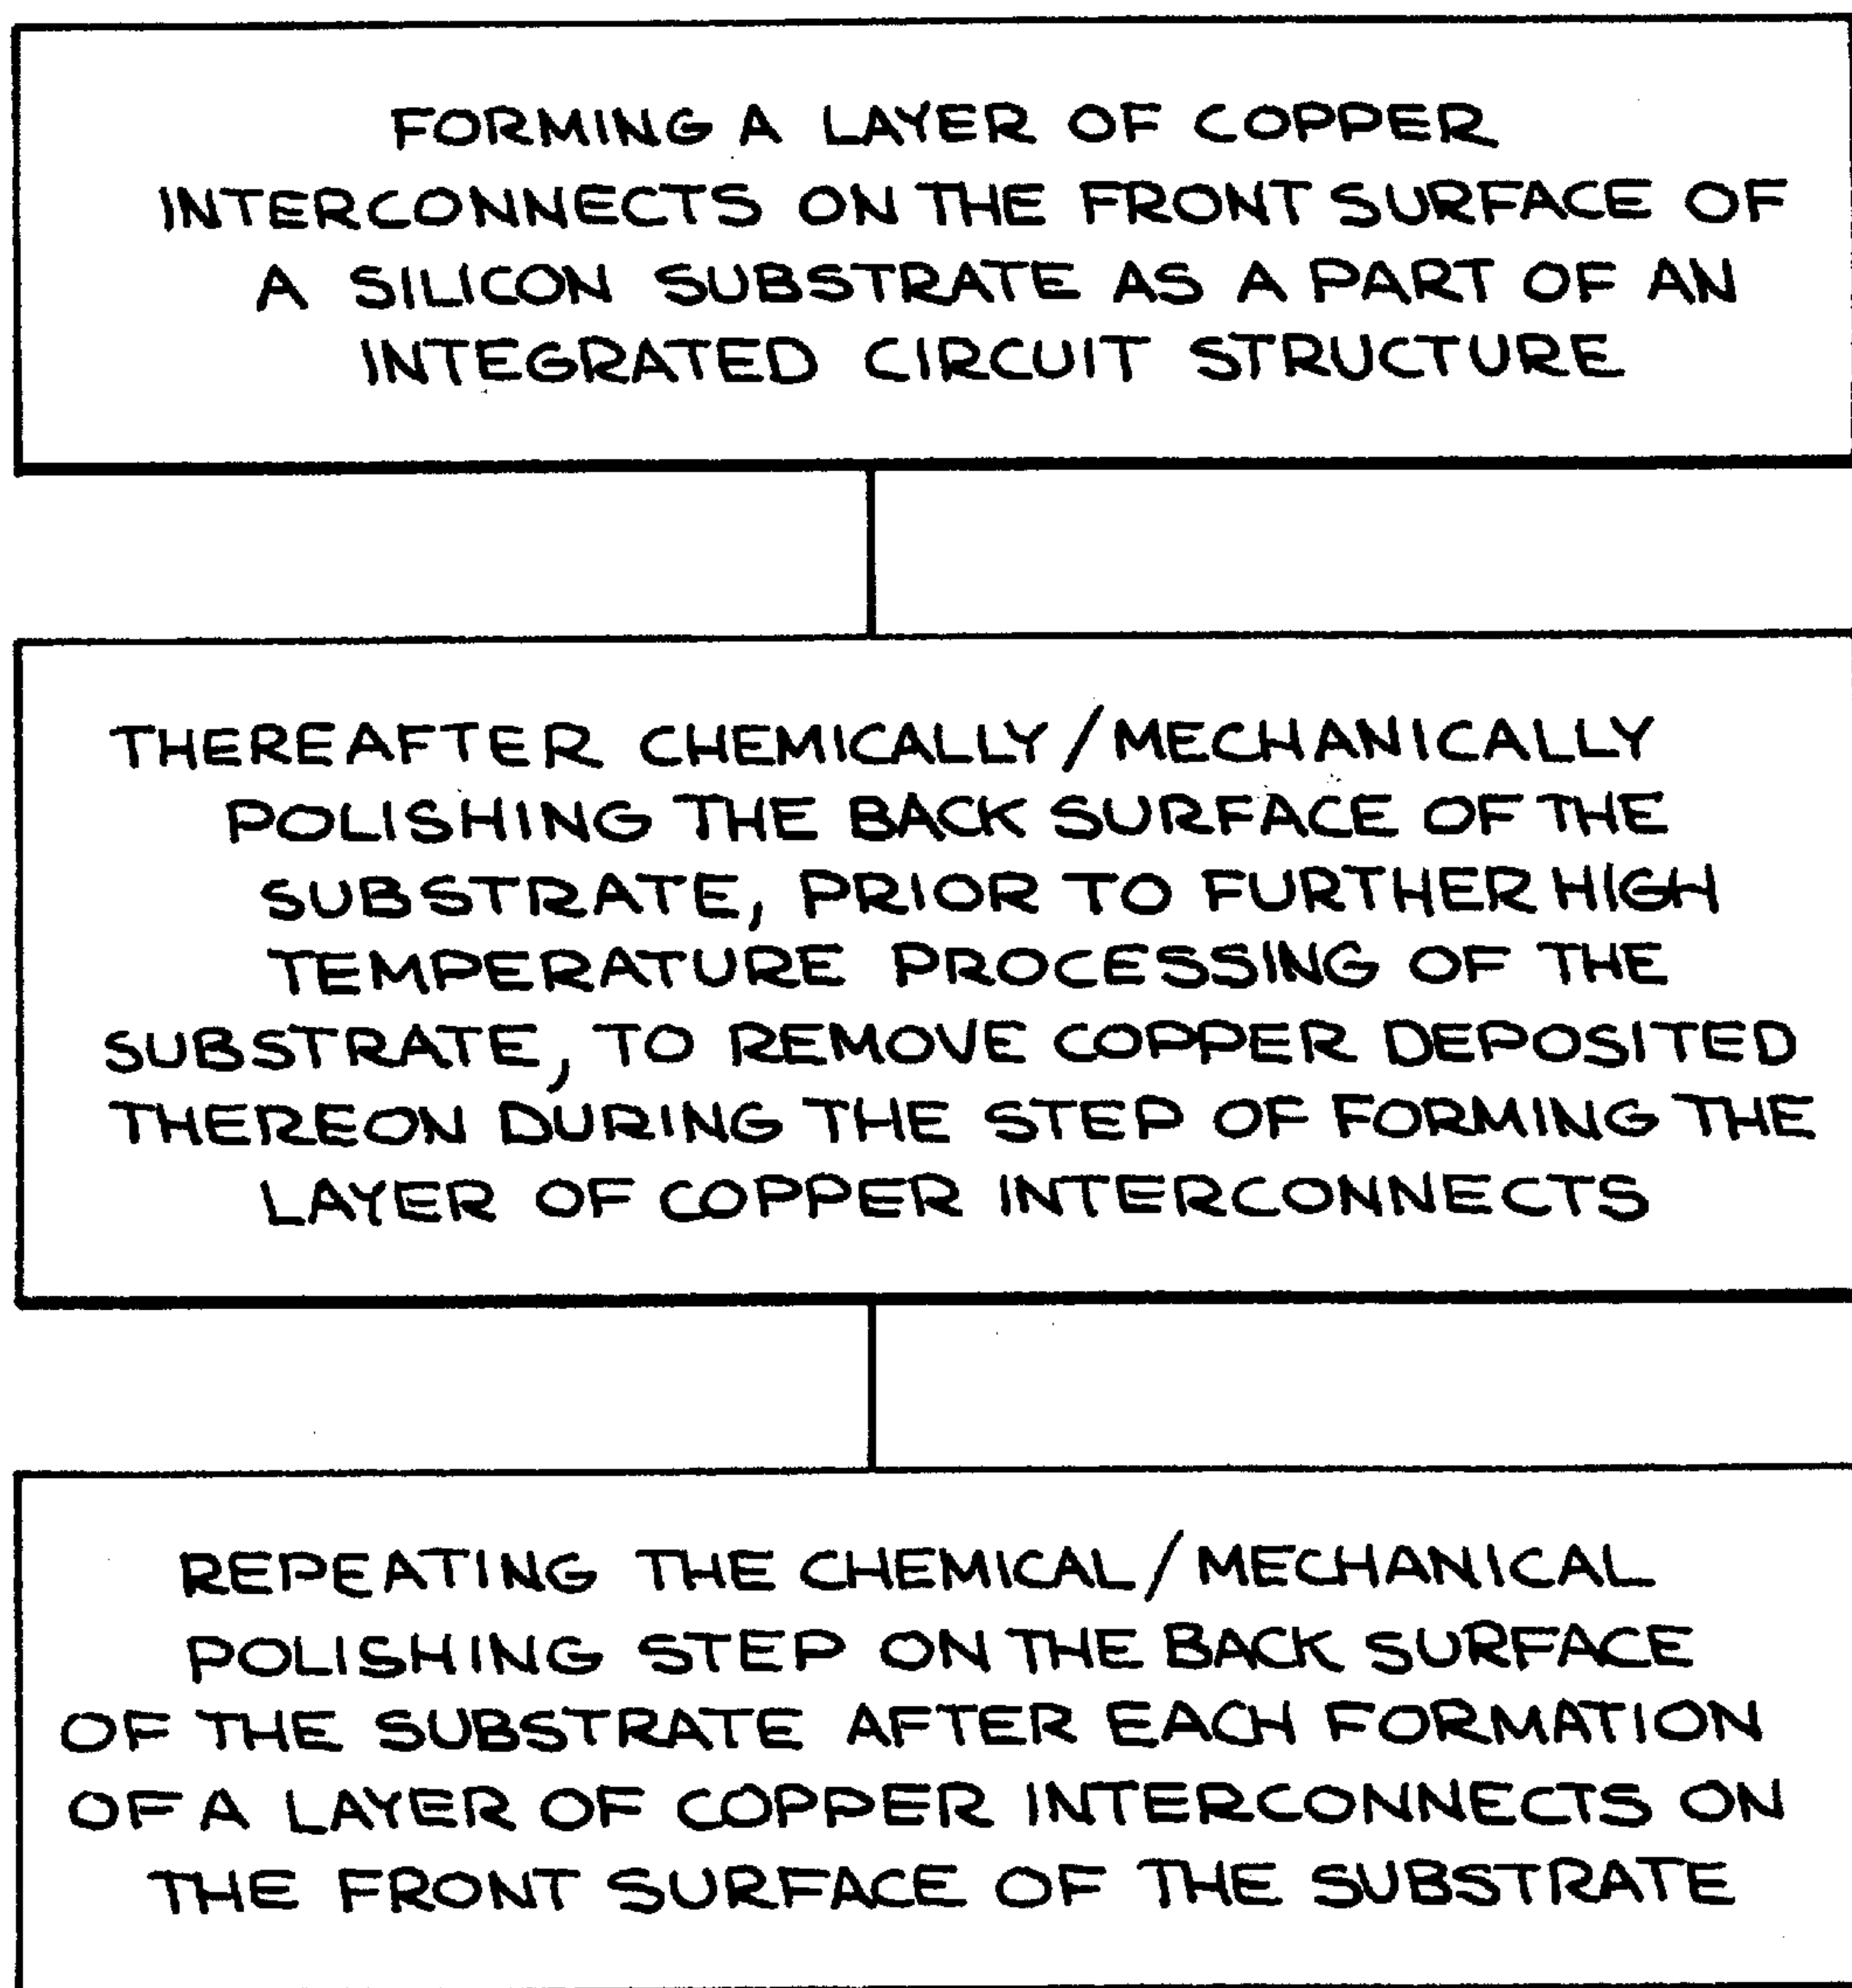 FORMING A LAYER OF COPPER
INTERCONNECTS ON THE FRONT SURFACE OF
A SILICON SUBSTRATE AS A PART OF AN
INTEGRATED CIRCUIT STRUCTURE
THEREAFTER CHEMICALLY/MECHANICALLY
POLISHING THE BACK SURFACE OF THE
SUBSTRATE, PRIOR TO FURTHER HIGH
TEMPERATURE PROCESSING OF THE
SUBSTRATE, TO REMOVE COPPER DEPOSITED
THEREON DURING THE STEP OF FORMING THE
LAYER OF COPPER INTERCONNECTS
REPEATING THE CHEMICAL/MECHANICAL
POLISHING STEP ON THE BACK SURFACE
OF THE SUBSTRATE AFTER EACH FORMATION
OF A LAYER OF COPPER INTERCONNECTS ON
THE FRONT SURFACE OF THE SUBSTRATE